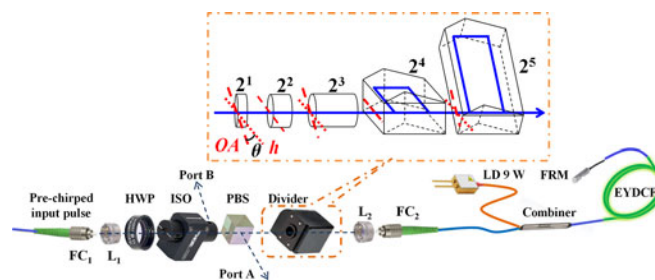 2¹
2²
2³
2⁴
2⁵
OA
θ
h
Port B
Pre-chirped
input pulse
HWP
ISO
PBS
Divider
LD 9 W
FRM
EYDCF
L₂
FC₂
Combiner
FC₁
L₁
Port A